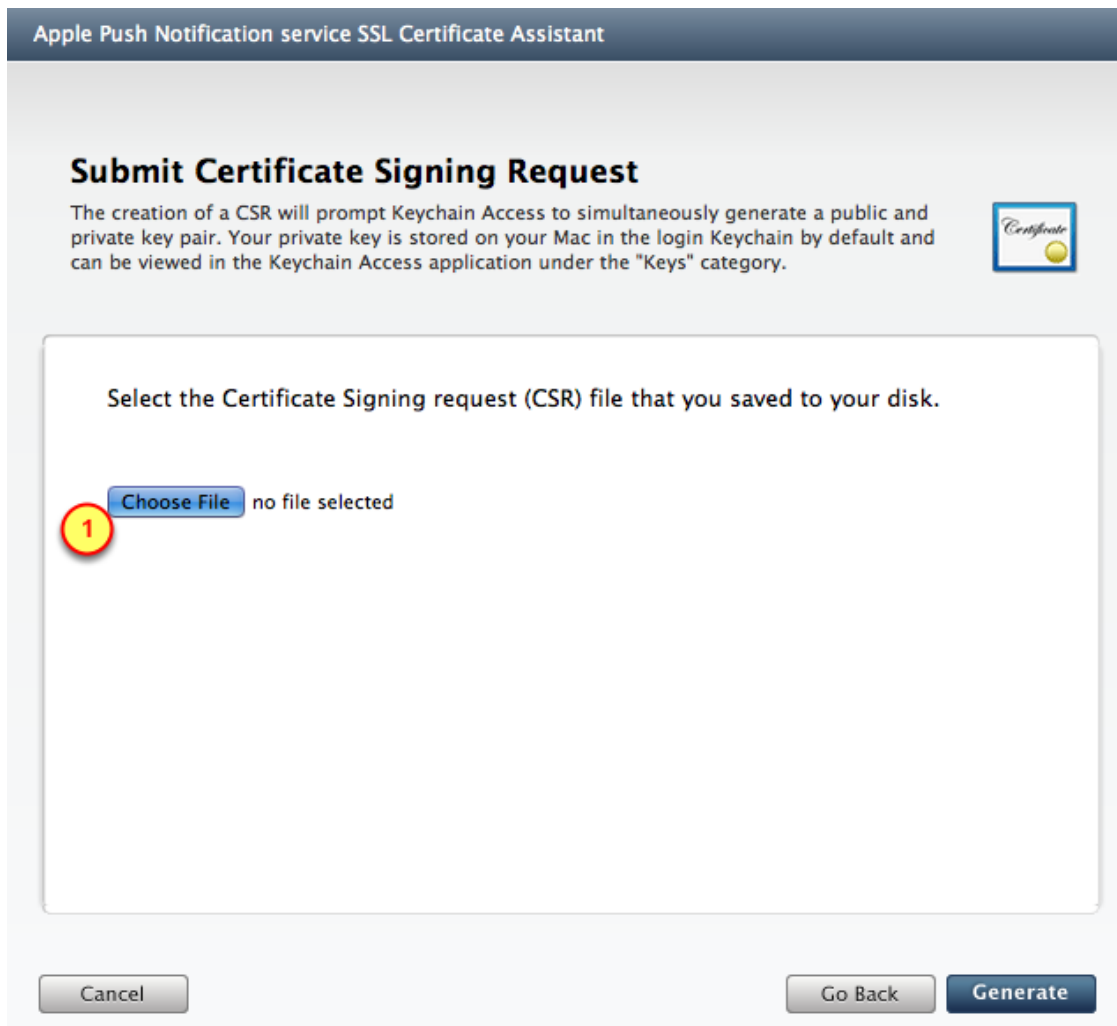 Apple Push Notification service SSL Certificate Assistant
Submit Certificate Signing Request
The creation of a CSR will prompt Keychain Access to simultaneously generate a public and
private key pair. Your private key is stored on your Mac in the login Keychain by default and
can be viewed in the Keychain Access application under the "Keys" category.
Certificate
Select the Certificate Signing request (CSR) file that you saved to your disk.
Choose File no file selected
1
Cancel Go Back Generate